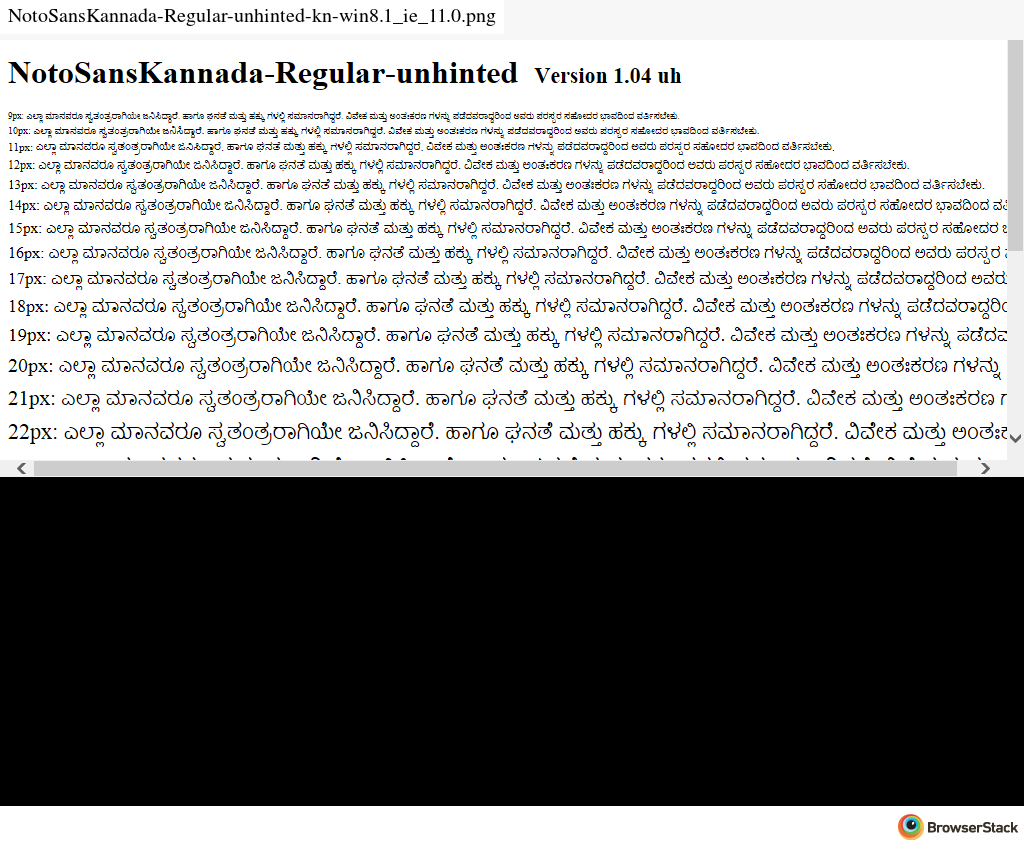 NotoSansKannada-Regular-unhinted-kn-win8.1_ie_11.0.png
NotoSansKannada-Regular-unhinted Version 1.04 uh
9px: ಎಲ್ಲಾ ಮಾನವರೂ ಸ್ವತಂತ್ರರಾಗಿಯೇ ಜನಿಸಿದ್ದಾರೆ. ಹಾಗೂ ಘನತೆ ಮತ್ತು ಹಕ್ಕು ಗಳಲ್ಲಿ ಸಮಾನರಾಗಿದ್ದರೆ. ವಿವೇಕ ಮತ್ತು ಅಂತಃಕರಣ ಗಳನ್ನು ಪಡೆದವರಾದ್ದರಿಂದ ಅವರು ಪರಸ್ಪರ ಸಹೋದರ ಭಾವದಿಂದ ವರ್ತಿಸಬೇಕು.
10px: ಎಲ್ಲಾ ಮಾನವರೂ ಸ್ವತಂತ್ರರಾಗಿಯೇ ಜನಿಸಿದ್ದಾರೆ. ಹಾಗೂ ಘನತೆ ಮತ್ತು ಹಕ್ಕು ಗಳಲ್ಲಿ ಸಮಾನರಾಗಿದ್ದರೆ. ವಿವೇಕ ಮತ್ತು ಅಂತಃಕರಣ ಗಳನ್ನು ಪಡೆದವರಾದ್ದರಿಂದ ಅವರು ಪರಸ್ಪರ ಸಹೋದರ ಭಾವದಿಂದ ವರ್ತಿಸಬೇಕು.
11px: ಎಲ್ಲಾ ಮಾನವರೂ ಸ್ವತಂತ್ರರಾಗಿಯೇ ಜನಿಸಿದ್ದಾರೆ. ಹಾಗೂ ಘನತೆ ಮತ್ತು ಹಕ್ಕು ಗಳಲ್ಲಿ ಸಮಾನರಾಗಿದ್ದರೆ. ವಿವೇಕ ಮತ್ತು ಅಂತಃಕರಣ ಗಳನ್ನು ಪಡೆದವರಾದ್ದರಿಂದ ಅವರು ಪರಸ್ಪರ ಸಹೋದರ ಭಾವದಿಂದ ವರ್ತಿಸಬೇಕು.
12px: ಎಲ್ಲಾ ಮಾನವರೂ ಸ್ವತಂತ್ರರಾಗಿಯೇ ಜನಿಸಿದ್ದಾರೆ. ಹಾಗೂ ಘನತೆ ಮತ್ತು ಹಕ್ಕು ಗಳಲ್ಲಿ ಸಮಾನರಾಗಿದ್ದರೆ. ವಿವೇಕ ಮತ್ತು ಅಂತಃಕರಣ ಗಳನ್ನು ಪಡೆದವರಾದ್ದರಿಂದ ಅವರು ಪರಸ್ಪರ ಸಹೋದರ ಭಾವದಿಂದ ವರ್ತಿಸಬೇಕು.
13px: ಎಲ್ಲಾ ಮಾನವರೂ ಸ್ವತಂತ್ರರಾಗಿಯೇ ಜನಿಸಿದ್ದಾರೆ. ಹಾಗೂ ಘನತೆ ಮತ್ತು ಹಕ್ಕು ಗಳಲ್ಲಿ ಸಮಾನರಾಗಿದ್ದರೆ. ವಿವೇಕ ಮತ್ತು ಅಂತಃಕರಣ ಗಳನ್ನು ಪಡೆದವರಾದ್ದರಿಂದ ಅವರು ಪರಸ್ಪರ ಸಹೋದರ ಭಾವದಿಂದ ವರ್ತಿಸಬೇಕು.
14px: ಎಲ್ಲಾ ಮಾನವರೂ ಸ್ವತಂತ್ರರಾಗಿಯೇ ಜನಿಸಿದ್ದಾರೆ. ಹಾಗೂ ಘನತೆ ಮತ್ತು ಹಕ್ಕು ಗಳಲ್ಲಿ ಸಮಾನರಾಗಿದ್ದರೆ. ವಿವೇಕ ಮತ್ತು ಅಂತಃಕರಣ ಗಳನ್ನು ಪಡೆದವರಾದ್ದರಿಂದ ಅವರು ಪರಸ್ಪರ ಸಹೋದರ ಭಾವದಿಂದ
15px: ಎಲ್ಲಾ ಮಾನವರೂ ಸ್ವತಂತ್ರರಾಗಿಯೇ ಜನಿಸಿದ್ದಾರೆ. ಹಾಗೂ ಘನತೆ ಮತ್ತು ಹಕ್ಕು ಗಳಲ್ಲಿ ಸಮಾನರಾಗಿದ್ದರೆ. ವಿವೇಕ ಮತ್ತು ಅಂತಃಕರಣ ಗಳನ್ನು ಪಡೆದವರಾದ್ದರಿಂದ ಅವರು ಪರಸ್ಪರ ಸಹೋದರ
16px: ಎಲ್ಲಾ ಮಾನವರೂ ಸ್ವತಂತ್ರರಾಗಿಯೇ ಜನಿಸಿದ್ದಾರೆ. ಹಾಗೂ ಘನತೆ ಮತ್ತು ಹಕ್ಕು ಗಳಲ್ಲಿ ಸಮಾನರಾಗಿದ್ದರೆ. ವಿವೇಕ ಮತ್ತು ಅಂತಃಕರಣ ಗಳನ್ನು ಪಡೆದವರಾದ್ದರಿಂದ ಅವರು ಪರಸ್ಪರ
17px: ಎಲ್ಲಾ ಮಾನವರೂ ಸ್ವತಂತ್ರರಾಗಿಯೇ ಜನಿಸಿದ್ದಾರೆ. ಹಾಗೂ ಘನತೆ ಮತ್ತು ಹಕ್ಕು ಗಳಲ್ಲಿ ಸಮಾನರಾಗಿದ್ದರೆ. ವಿವೇಕ ಮತ್ತು ಅಂತಃಕರಣ ಗಳನ್ನು ಪಡೆದವರಾದ್ದರಿಂದ ಅವರು
18px: ಎಲ್ಲಾ ಮಾನವರೂ ಸ್ವತಂತ್ರರಾಗಿಯೇ ಜನಿಸಿದ್ದಾರೆ. ಹಾಗೂ ಘನತೆ ಮತ್ತು ಹಕ್ಕು ಗಳಲ್ಲಿ ಸಮಾನರಾಗಿದ್ದರೆ. ವಿವೇಕ ಮತ್ತು ಅಂತಃಕರಣ ಗಳನ್ನು ಪಡೆದವರಾದ್ದರಿಂ
19px: ಎಲ್ಲಾ ಮಾನವರೂ ಸ್ವತಂತ್ರರಾಗಿಯೇ ಜನಿಸಿದ್ದಾರೆ. ಹಾಗೂ ಘನತೆ ಮತ್ತು ಹಕ್ಕು ಗಳಲ್ಲಿ ಸಮಾನರಾಗಿದ್ದರೆ. ವಿವೇಕ ಮತ್ತು ಅಂತಃಕರಣ ಗಳನ್ನು ಪಡೆದವ
20px: ಎಲ್ಲಾ ಮಾನವರೂ ಸ್ವತಂತ್ರರಾಗಿಯೇ ಜನಿಸಿದ್ದಾರೆ. ಹಾಗೂ ಘನತೆ ಮತ್ತು ಹಕ್ಕು ಗಳಲ್ಲಿ ಸಮಾನರಾಗಿದ್ದರೆ. ವಿವೇಕ ಮತ್ತು ಅಂತಃಕರಣ ಗಳನ್ನು
21px: ಎಲ್ಲಾ ಮಾನವರೂ ಸ್ವತಂತ್ರರಾಗಿಯೇ ಜನಿಸಿದ್ದಾರೆ. ಹಾಗೂ ಘನತೆ ಮತ್ತು ಹಕ್ಕು ಗಳಲ್ಲಿ ಸಮಾನರಾಗಿದ್ದರೆ. ವಿವೇಕ ಮತ್ತು ಅಂತಃಕರಣ
22px: ಎಲ್ಲಾ ಮಾನವರೂ ಸ್ವತಂತ್ರರಾಗಿಯೇ ಜನಿಸಿದ್ದಾರೆ. ಹಾಗೂ ಘನತೆ ಮತ್ತು ಹಕ್ಕು ಗಳಲ್ಲಿ ಸಮಾನರಾಗಿದ್ದರೆ. ವಿವೇಕ ಮತ್ತು ಅಂತಃಕ
BrowserStack